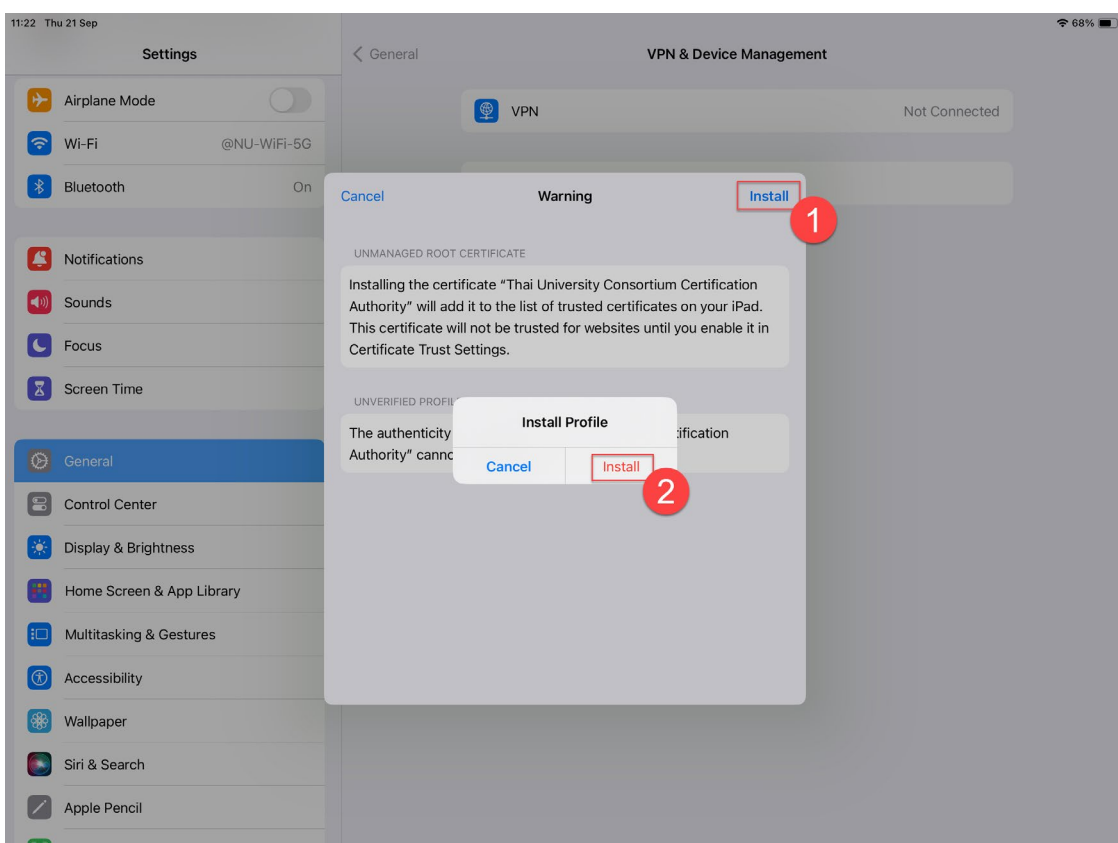 11:22 Thu 21 Sep
68%
Settings
Airplane Mode
Wi-Fi @NU-WiFi-5G
Bluetooth On
Notifications
Sounds
Focus
Screen Time
General
Control Center
Display & Brightness
Home Screen & App Library
Multitasking & Gestures
Accessibility
Wallpaper
Siri & Search
Apple Pencil
General
VPN & Device Management
VPN Not Connected
Cancel Warning Install
1
UNMANAGED ROOT CERTIFICATE
Installing the certificate “Thai University Consortium Certification
Authority” will add it to the list of trusted certificates on your iPad.
This certificate will not be trusted for websites until you enable it in
Certificate Trust Settings.
UNVERIFIED PROFIL
The authenticity tification
Authority” canno
Install Profile
Cancel Install
2